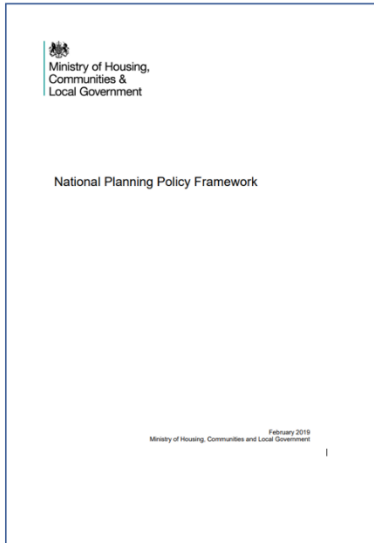 Ministry of Housing,
Communities &
Local Government
National Planning Policy Framework
February 2019
Ministry of Housing, Communities and Local Government